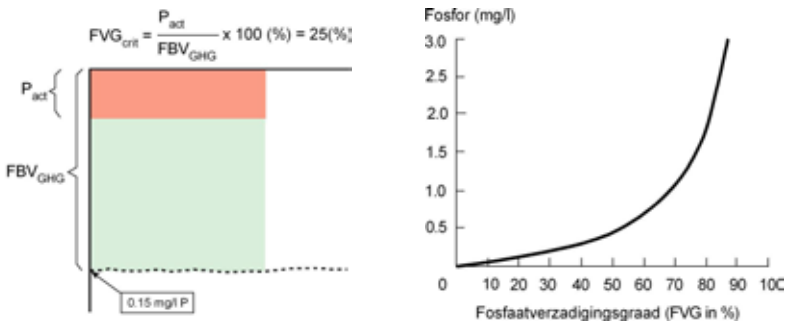 FVG_crit = P_act / FBV_GHG x 100 (%) = 25(%)
P_act
FBV_GHG
0.15 mg/l P
Fosfor (mg/l)
3.0
2.5
2.0
1.5
1.0
0.5
0 10 20 30 40 50 60 70 80 90 100
Fosfaatverzadigingsgraad (FVG in %)